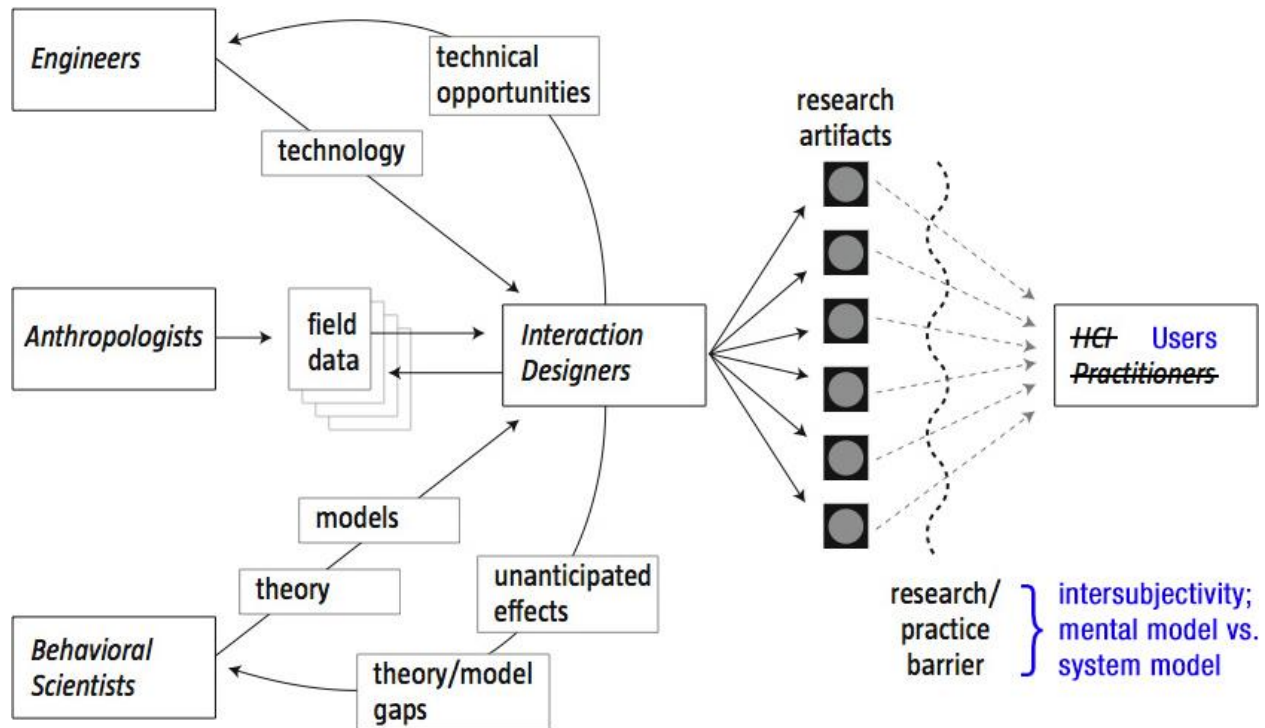 Engineers
technical
opportunities
technology
research
artifacts
Anthropologists
field
data
Interaction
Designers
HCI Users
Practitioners
models
theory
unanticipated
effects
Behavioral
Scientists
theory/model
gaps
research/
practice
barrier
intersubjectivity;
mental model vs.
system model